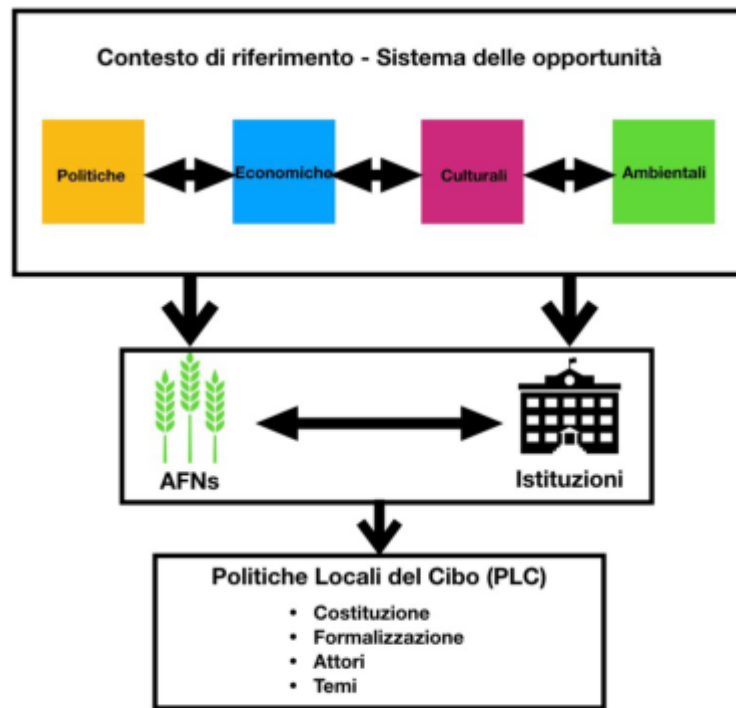 Contesto di riferimento - Sistema delle opportunità
Politiche
Economiche
Culturali
Ambientali
AFNs
Istituzioni
Politiche Locali del Cibo (PLC)
• Costituzione
• Formalizzazione
• Attori
• Temi